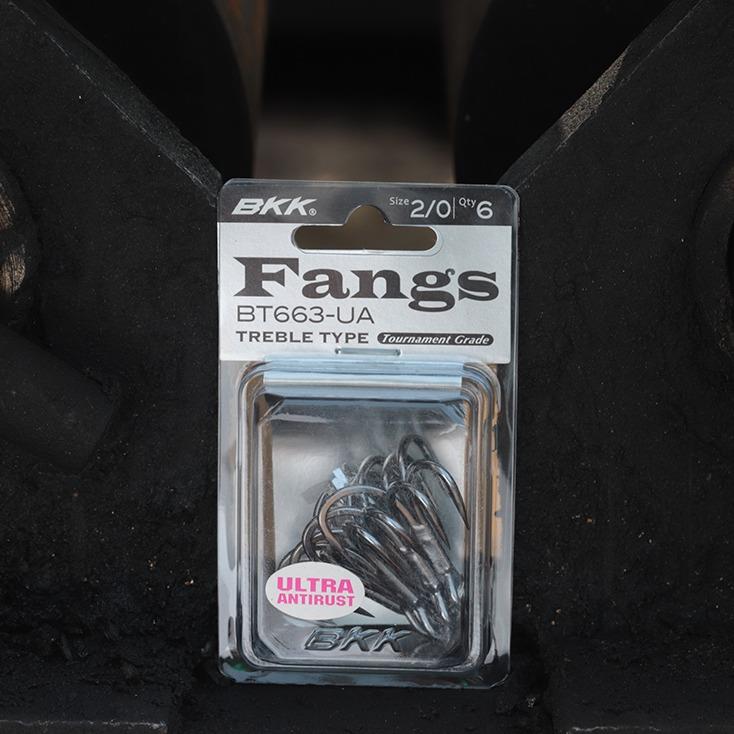 BKK® Size 2/0 Qty 6
Fangs
BT663-UA
TREBLE TYPE Tournament Grade
ULTRA
ANTIRUST
BKK